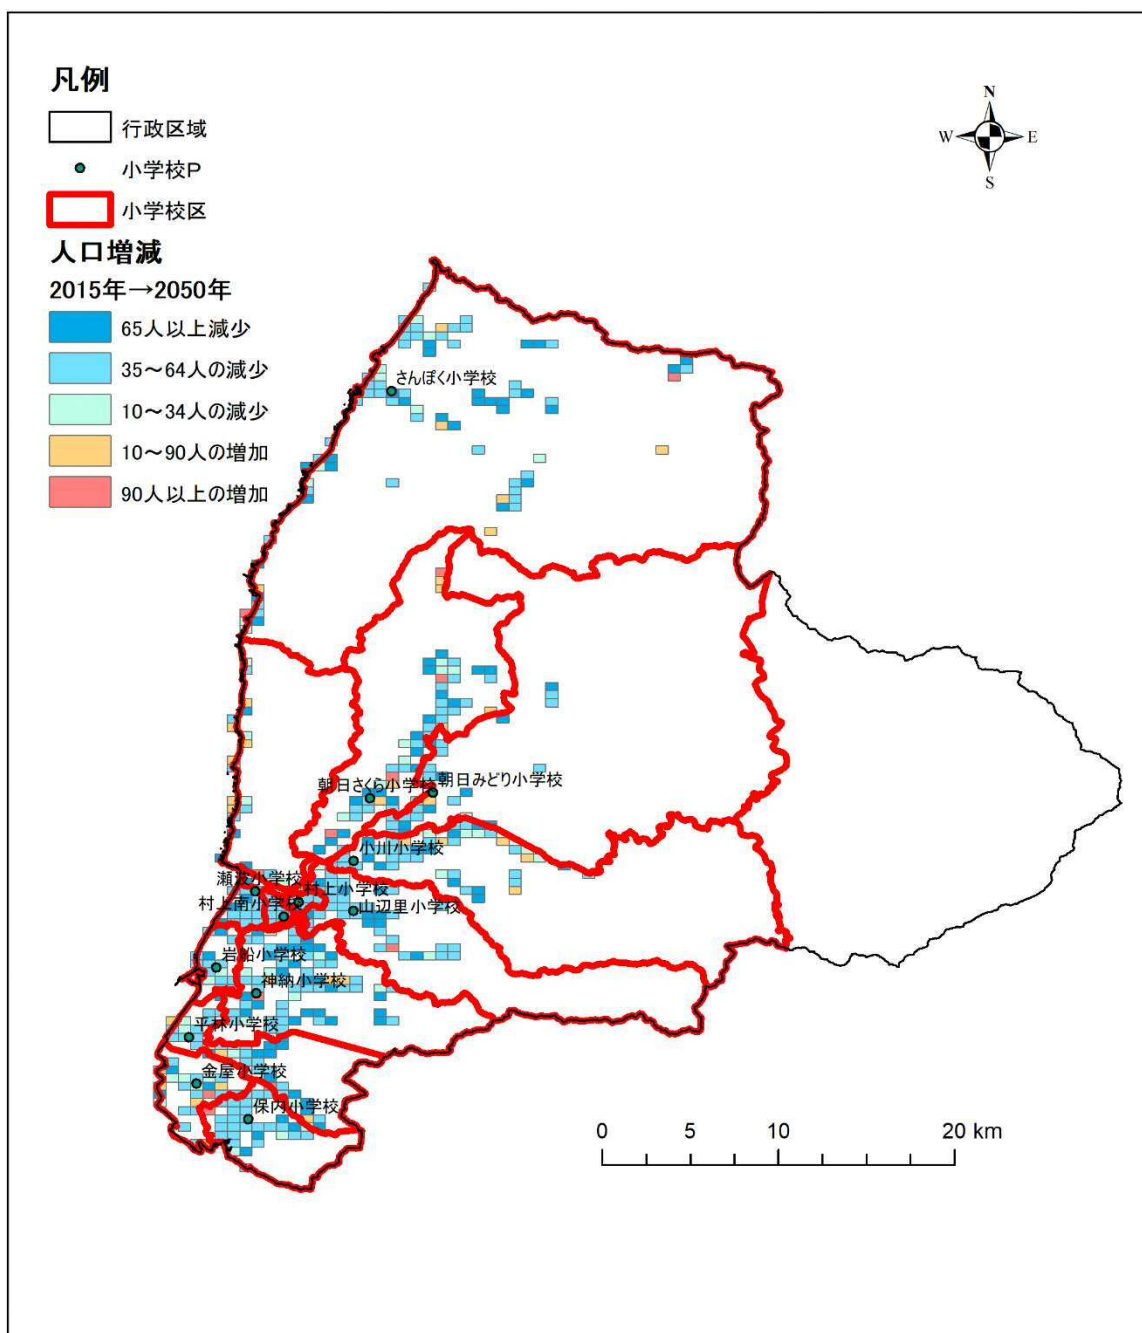 凡例
行政区域
小学校P
小学校区
人口増減
2015年→2050年
65人以上減少
35～64人の減少
10～34人の減少
10～90人の増加
90人以上の増加
N
W
E
S
さんぽく小学校
朝日さくら小学校
朝日みどり小学校
小川小学校
瀬波小学校
村上小学校
村上南小学校
山辺里小学校
岩船小学校
神納小学校
平林小学校
金屋小学校
保内小学校
0 5 10 20 km